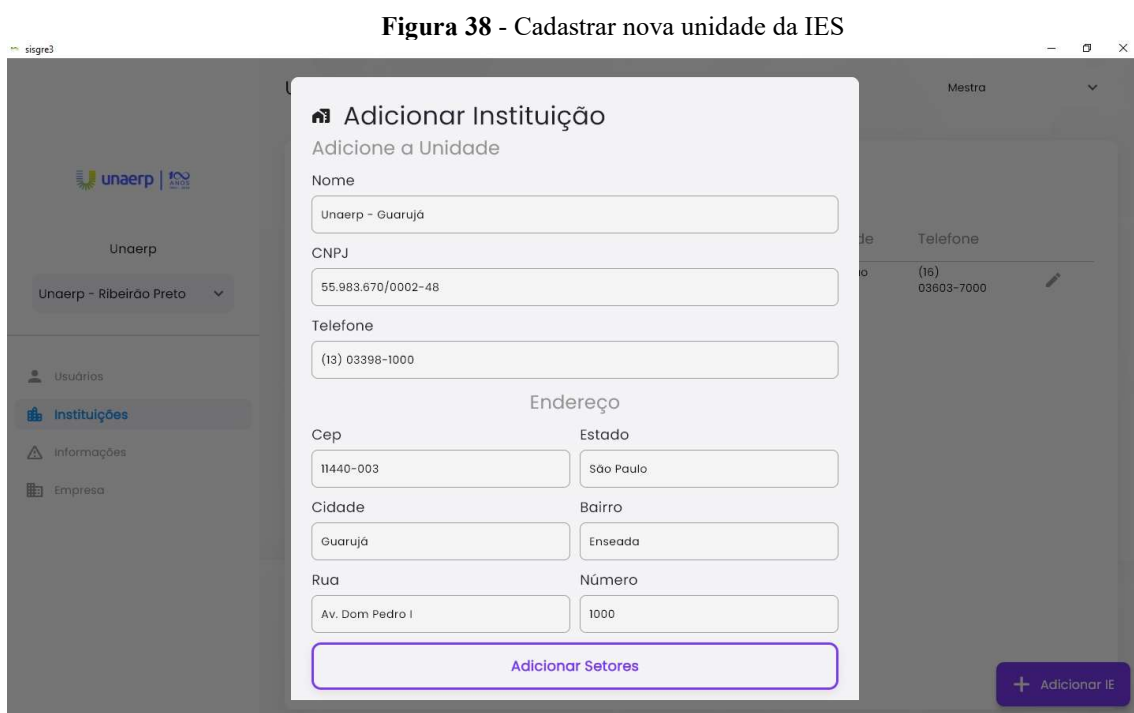 Figura 38 - Cadastrar nova unidade da IES
sisgre3
Mestra
unaerp | 100 ANOS
Unaerp
Unaerp - Ribeirão Preto
Usuários
Instituições
Informações
Empresa
Adicionar Instituição
Adicione a Unidade
Nome
Unaerp - Guarujá
CNPJ
55.983.670/0002-48
Telefone
(13) 03398-1000
Endereço
Cep Estado
11440-003 São Paulo
Cidade Bairro
Guarujá Enseada
Rua Número
Av. Dom Pedro I 1000
Adicionar Setores
Telefone
(16)
03603-7000
Adicionar IE